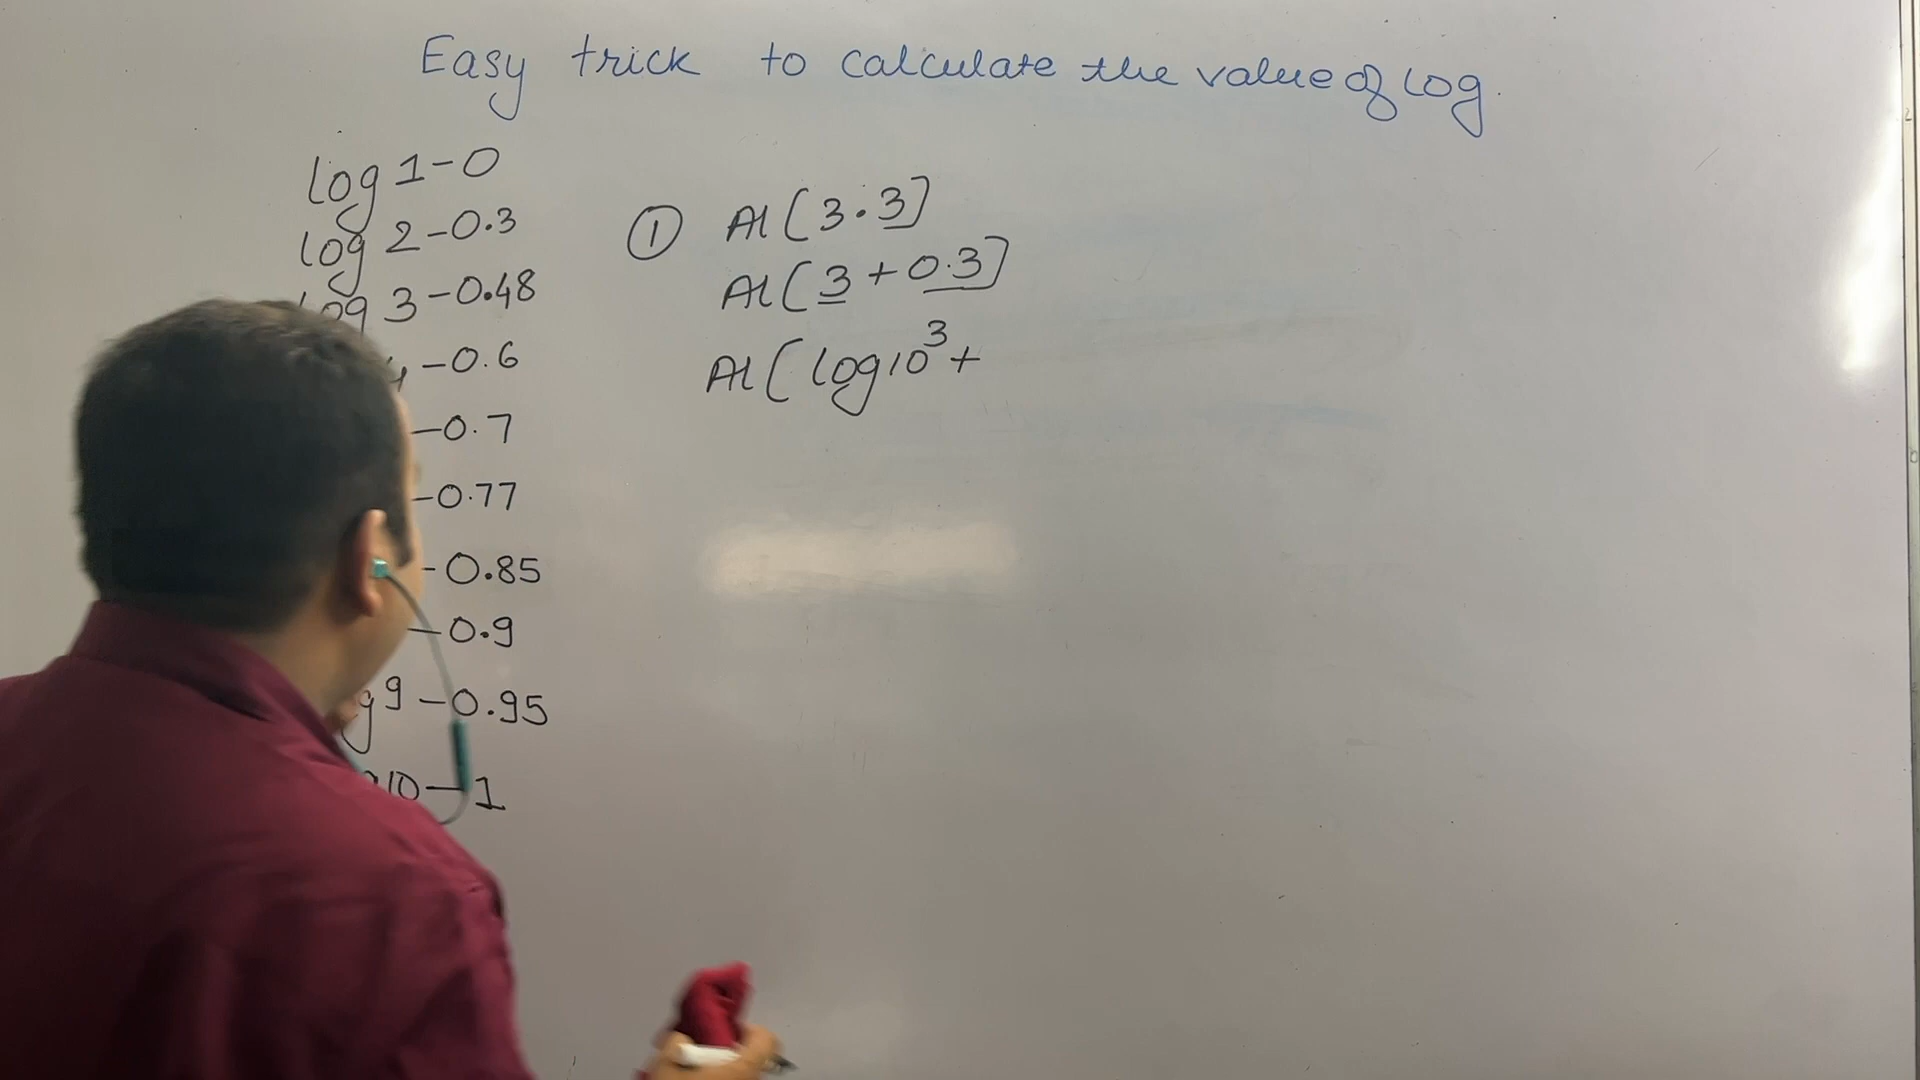 Easy trick to calculate the value of log.
log 1-0
log 2-0.3
log 3-0.48
-0.6
-0.7
-0.77
-0.85
-0.9
9-0.95
10-1
① Al[3.3]
Al[3+0.3]
Al[log10³+